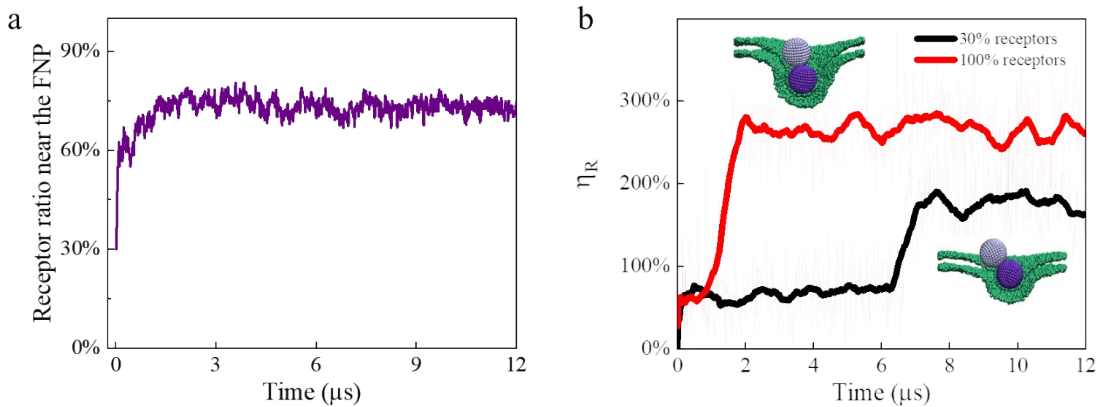 a
90%
60%
30%
0%
0
3
6
9
12
Receptor ratio near the FNP
Time (µs)
b
30% receptors
100% receptors
300%
200%
100%
0%
0
2
4
6
8
10
12
ηR
Time (µs)